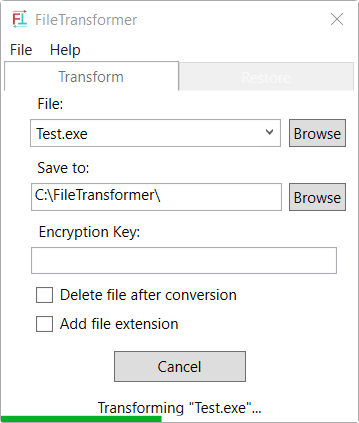 FT FileTransformer
File Help
Transform Restore
File:
Test.exe Browse
Save to:
C:\FileTransformer\ Browse
Encryption Key:
Delete file after conversion
Add file extension
Cancel
Transforming "Test.exe"...